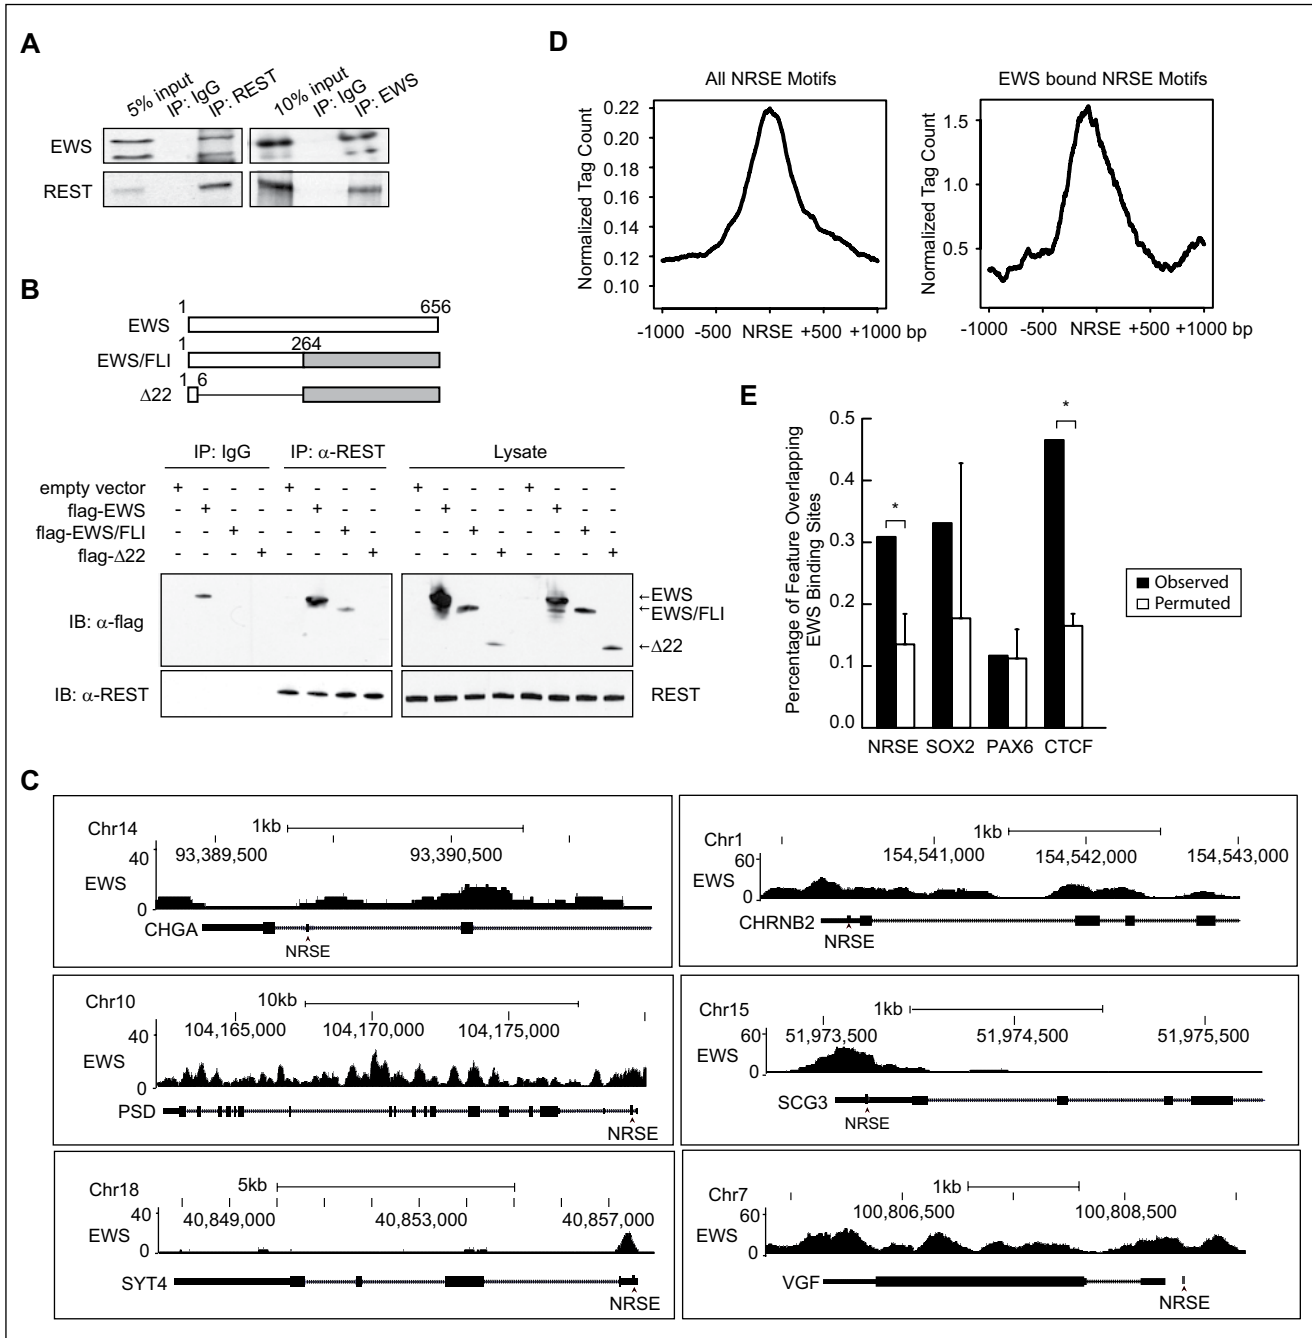 A
5% input
IP: IgG
IP: REST
10% input
IP: IgG
IP: EWS
EWS
REST
B
1 656
EWS
1 264
EWS/FLI
1 6
Δ22
IP: IgG IP: α-REST Lysate
empty vector + - - - + - - - + - - - + - - -
flag-EWS - + - - - + - - - + - - - + - -
flag-EWS/FLI - - + - - - + - - - + - - - + -
flag-Δ22 - - - + - - - + - - - + - - - +
IB: α-flag
←EWS
←EWS/FLI
←Δ22
IB: α-REST
REST
D
All NRSE Motifs
Normalized Tag Count
0.22
0.20
0.18
0.16
0.14
0.12
0.10
-1000 -500 NRSE +500 +1000 bp
EWS bound NRSE Motifs
Normalized Tag Count
1.5
1.0
0.5
-1000 -500 NRSE +500 +1000 bp
E
Percentage of Feature Overlapping
EWS Binding Sites
0.5
0.4
0.3
0.2
0.1
0.0
*
*
NRSE SOX2 PAX6 CTCF
Observed
Permuted
C
Chr14
1kb
93,389,500 93,390,500
40
EWS
0
CHGA
NRSE
Chr1
1kb
154,541,000 154,542,000 154,543,000
60
EWS
0
CHRNB2
NRSE
Chr10
10kb
104,165,000 104,170,000 104,175,000
40
EWS
0
PSD
NRSE
Chr15
1kb
51,973,500 51,974,500 51,975,500
60
EWS
0
SCG3
NRSE
Chr18
5kb
40,849,000 40,853,000 40,857,000
40
EWS
0
SYT4
NRSE
Chr7
1kb
100,806,500 100,808,500
60
EWS
0
VGF
NRSE